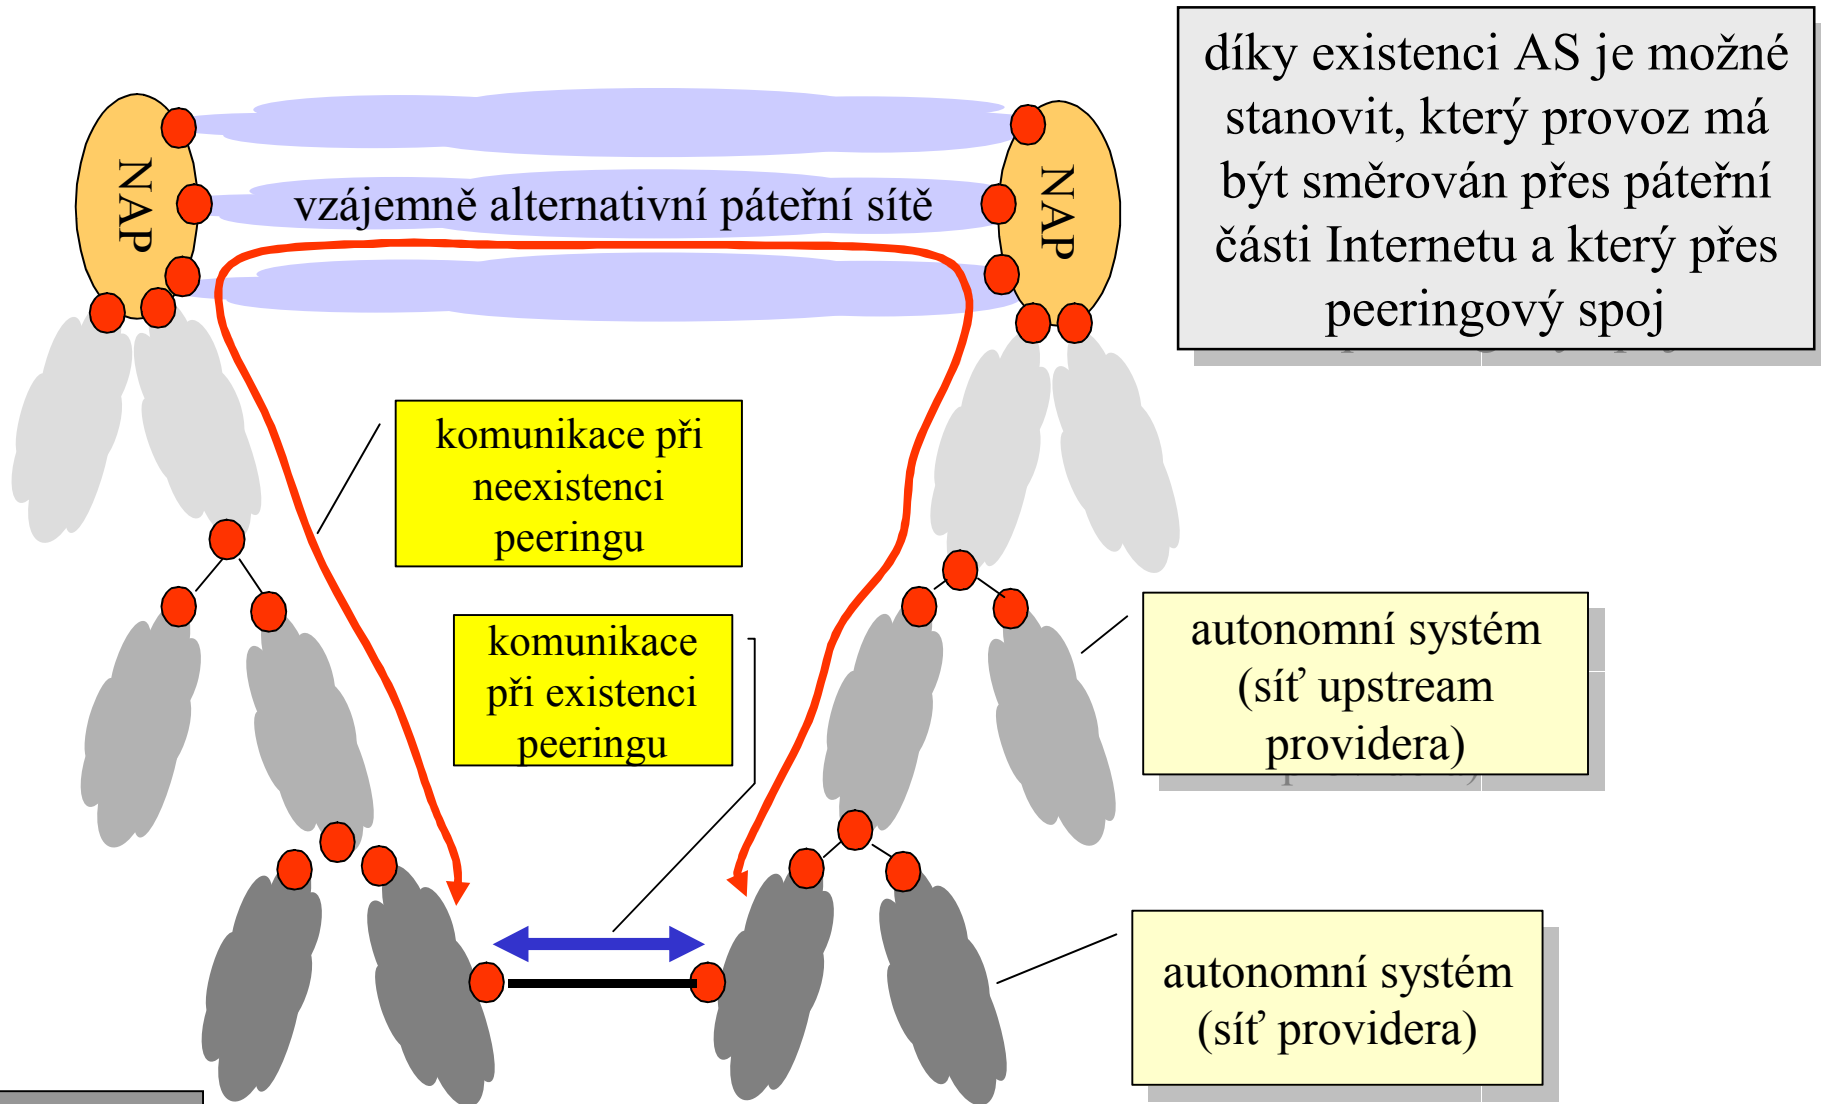 díky existenci AS je možné
stanovit, který provoz má
být směrován přes páteřní
části Internetu a který přes
peeringový spoj
NAP
vzájemně alternativní páteřní sítě
NAP
komunikace při
neexistenci
peeringu
komunikace
při existenci
peeringu
autonomní systém
(síť upstream
providera)
autonomní systém
(síť providera)